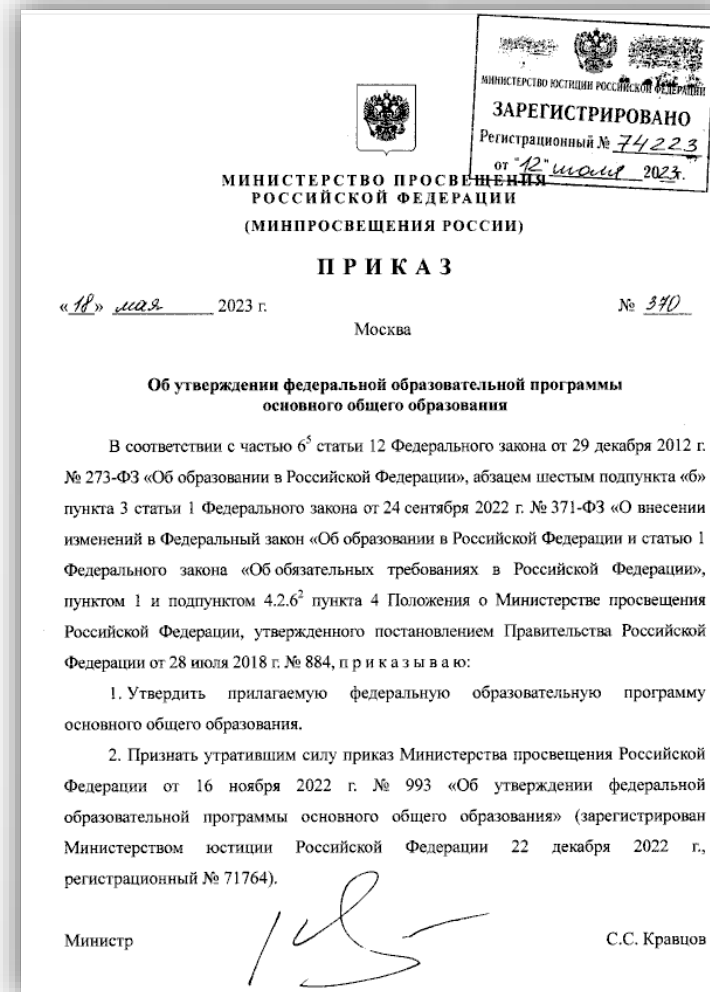 МИНИСТЕРСТВО ЮСТИЦИИ РОССИЙСКОЙ ФЕДЕРАЦИИ
ЗАРЕГИСТРИРОВАНО
Регистрационный № 74223
от "12" июля 2023г.
МИНИСТЕРСТВО ПРОСВЕЩЕНИЯ
РОССИЙСКОЙ ФЕДЕРАЦИИ
(МИНПРОСВЕЩЕНИЯ РОССИИ)
П Р И К А З
«18» мая 2023 г. № 370
Москва
Об утверждении федеральной образовательной программы
основного общего образования
В соответствии с частью 6⁵ статьи 12 Федерального закона от 29 декабря 2012 г.
№ 273-ФЗ «Об образовании в Российской Федерации», абзацем шестым подпункта «б»
пункта 3 статьи 1 Федерального закона от 24 сентября 2022 г. № 371-ФЗ «О внесении
изменений в Федеральный закон «Об образовании в Российской Федерации и статью 1
Федерального закона «Об обязательных требованиях в Российской Федерации»,
пунктом 1 и подпунктом 4.2.6² пункта 4 Положения о Министерстве просвещения
Российской Федерации, утвержденного постановлением Правительства Российской
Федерации от 28 июля 2018 г. № 884, п р и к а з ы в а ю:
1. Утвердить прилагаемую федеральную образовательную программу
основного общего образования.
2. Признать утратившим силу приказ Министерства просвещения Российской
Федерации от 16 ноября 2022 г. № 993 «Об утверждении федеральной
образовательной программы основного общего образования» (зарегистрирован
Министерством юстиции Российской Федерации 22 декабря 2022 г.,
регистрационный № 71764).
Министр С.С. Кравцов